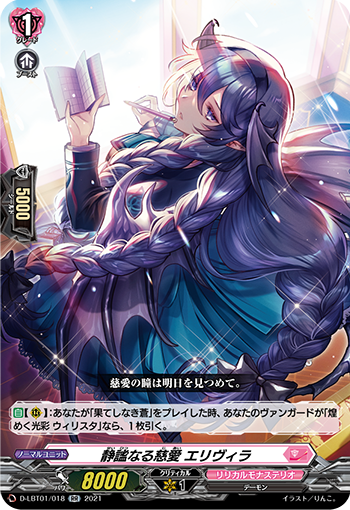 1
グレード
ブースト
5000
シールド
慈愛の瞳は明日を見つめて。
【自】【(R)】:あなたが「果てしなき蒼」をプレイした時、あなたのヴァンガードが「煌
めく光彩 ウィリスタ」なら、1枚引く。
ノーマルユニット
静謐なる慈愛 エリヴィラ
リリカルモナステリオ
パワー 8000
クリティカル
1
デーモン
D-LBT01/018 RR 2021
イラスト/りんこ。